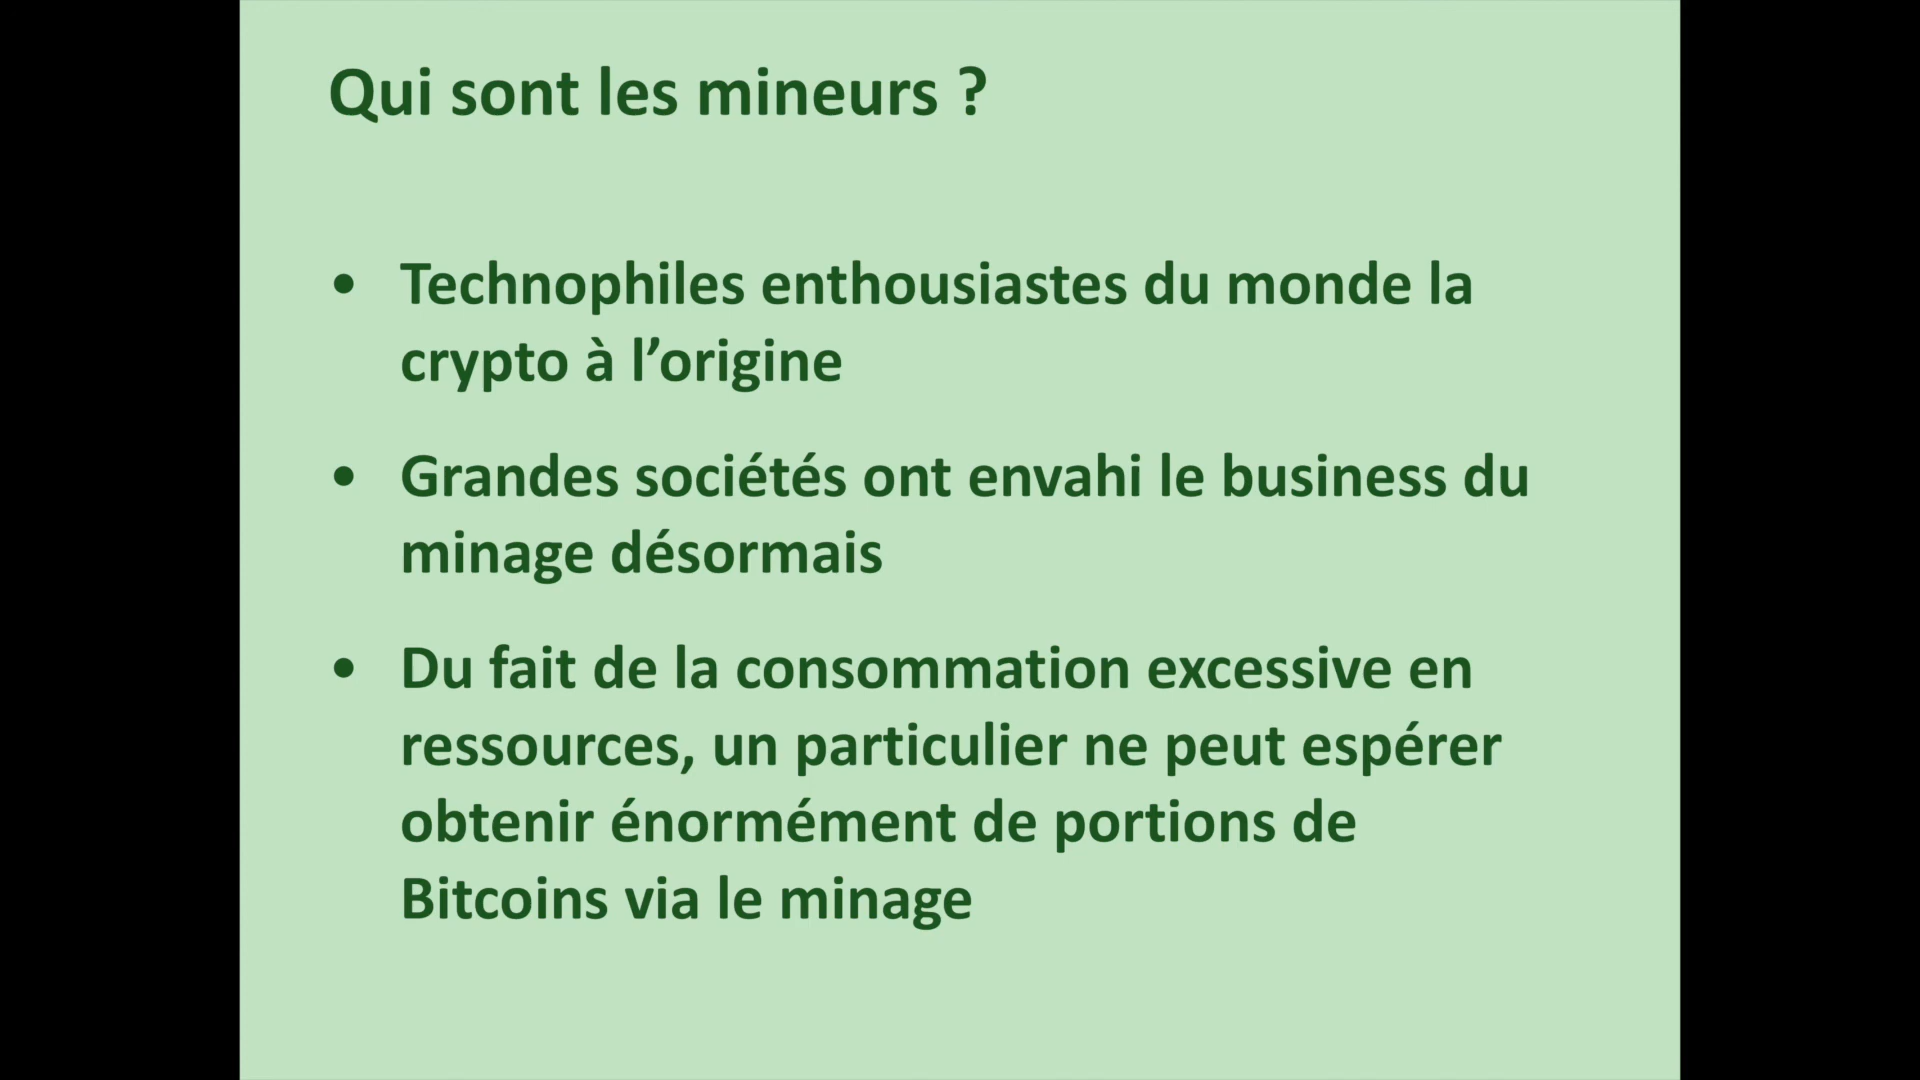 Qui sont les mineurs ?
• Technophiles enthousiastes du monde la
crypto à l’origine
• Grandes sociétés ont envahi le business du
minage désormais
• Du fait de la consommation excessive en
ressources, un particulier ne peut espérer
obtenir énormément de portions de
Bitcoins via le minage